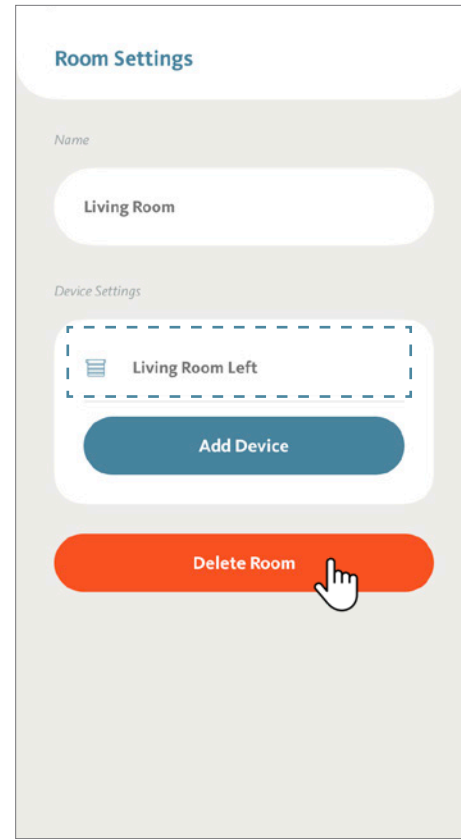 Room Settings
Name
Living Room
Device Settings
Living Room Left
Add Device
Delete Room